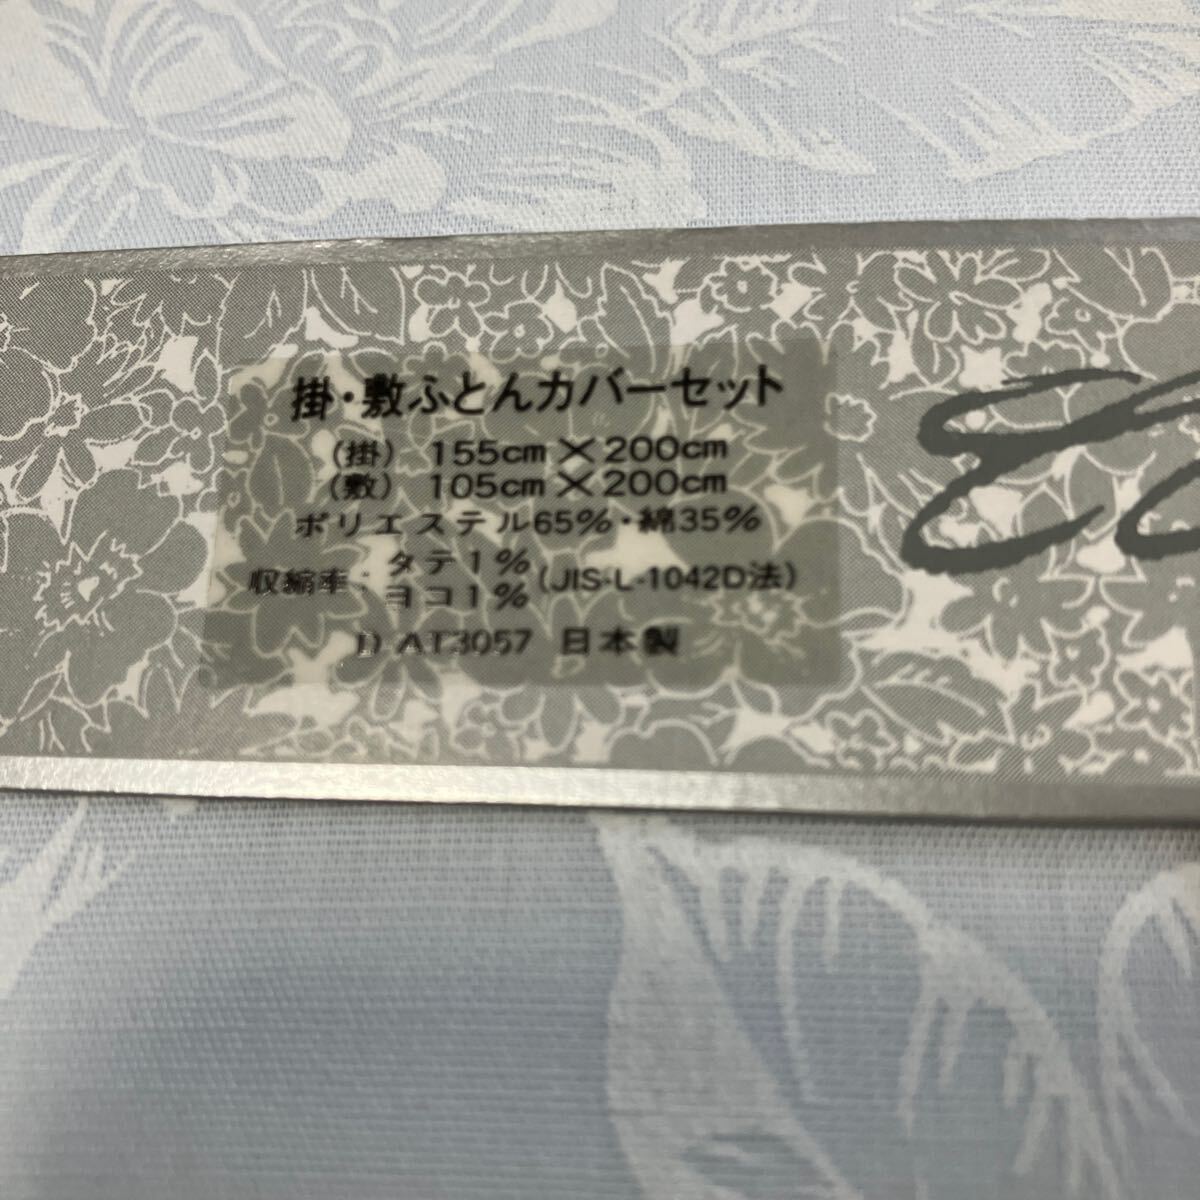 掛・敷ふとんカバーセット
（掛）155cm×200cm
（敷）105cm×200cm
ポリエステル65%・綿35%
収縮率：タテ1%
ヨコ1%（JIS-L-1042D法）
D AT3057 日本製